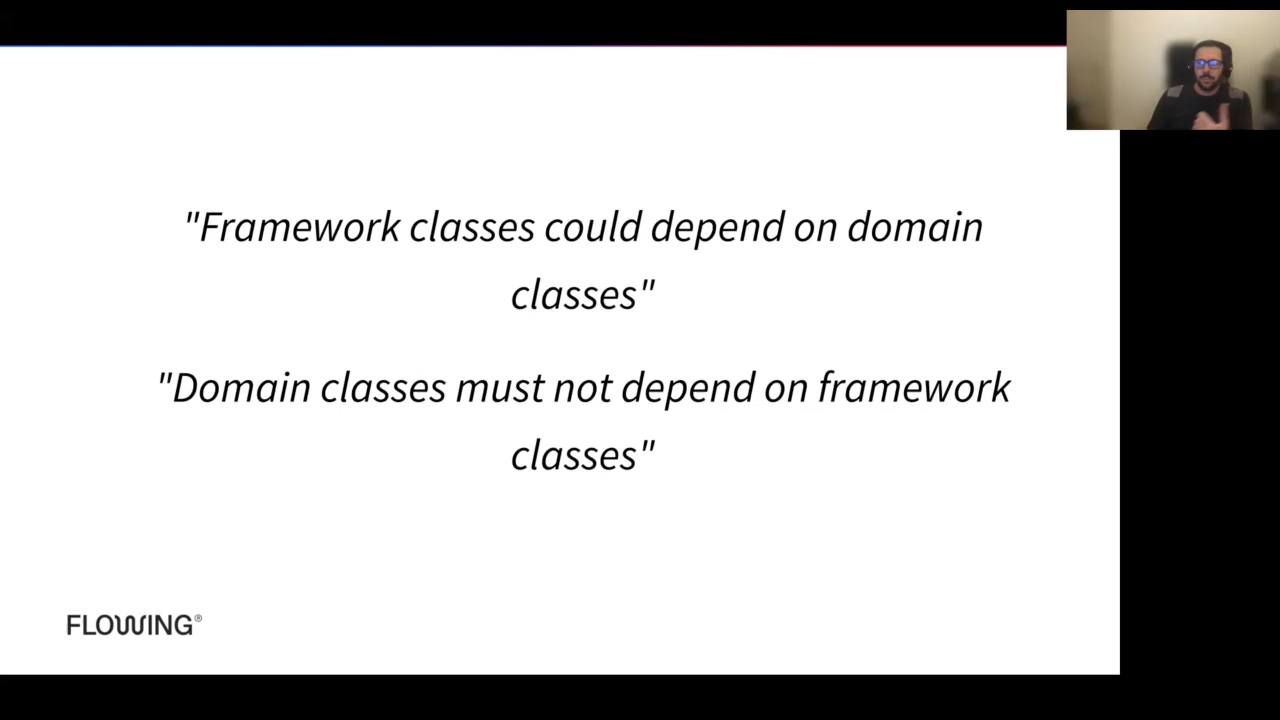 "Framework classes could depend on domain
classes"
"Domain classes must not depend on framework
classes"
FLOWING®